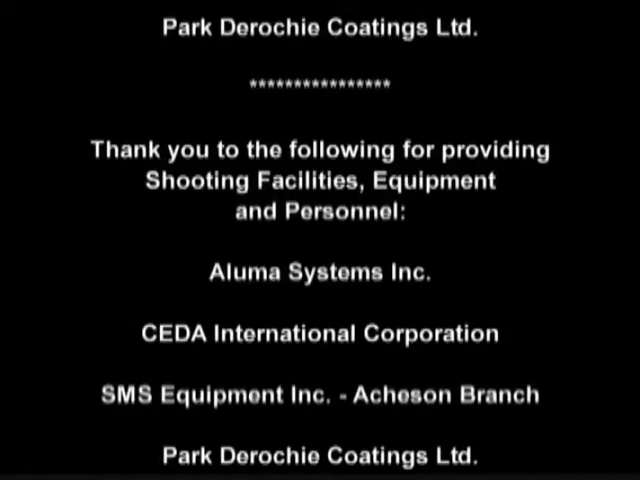 Park Derochie Coatings Ltd.
****************
Thank you to the following for providing
Shooting Facilities, Equipment
and Personnel:
Aluma Systems Inc.
CEDA International Corporation
SMS Equipment Inc. - Acheson Branch
Park Derochie Coatings Ltd.